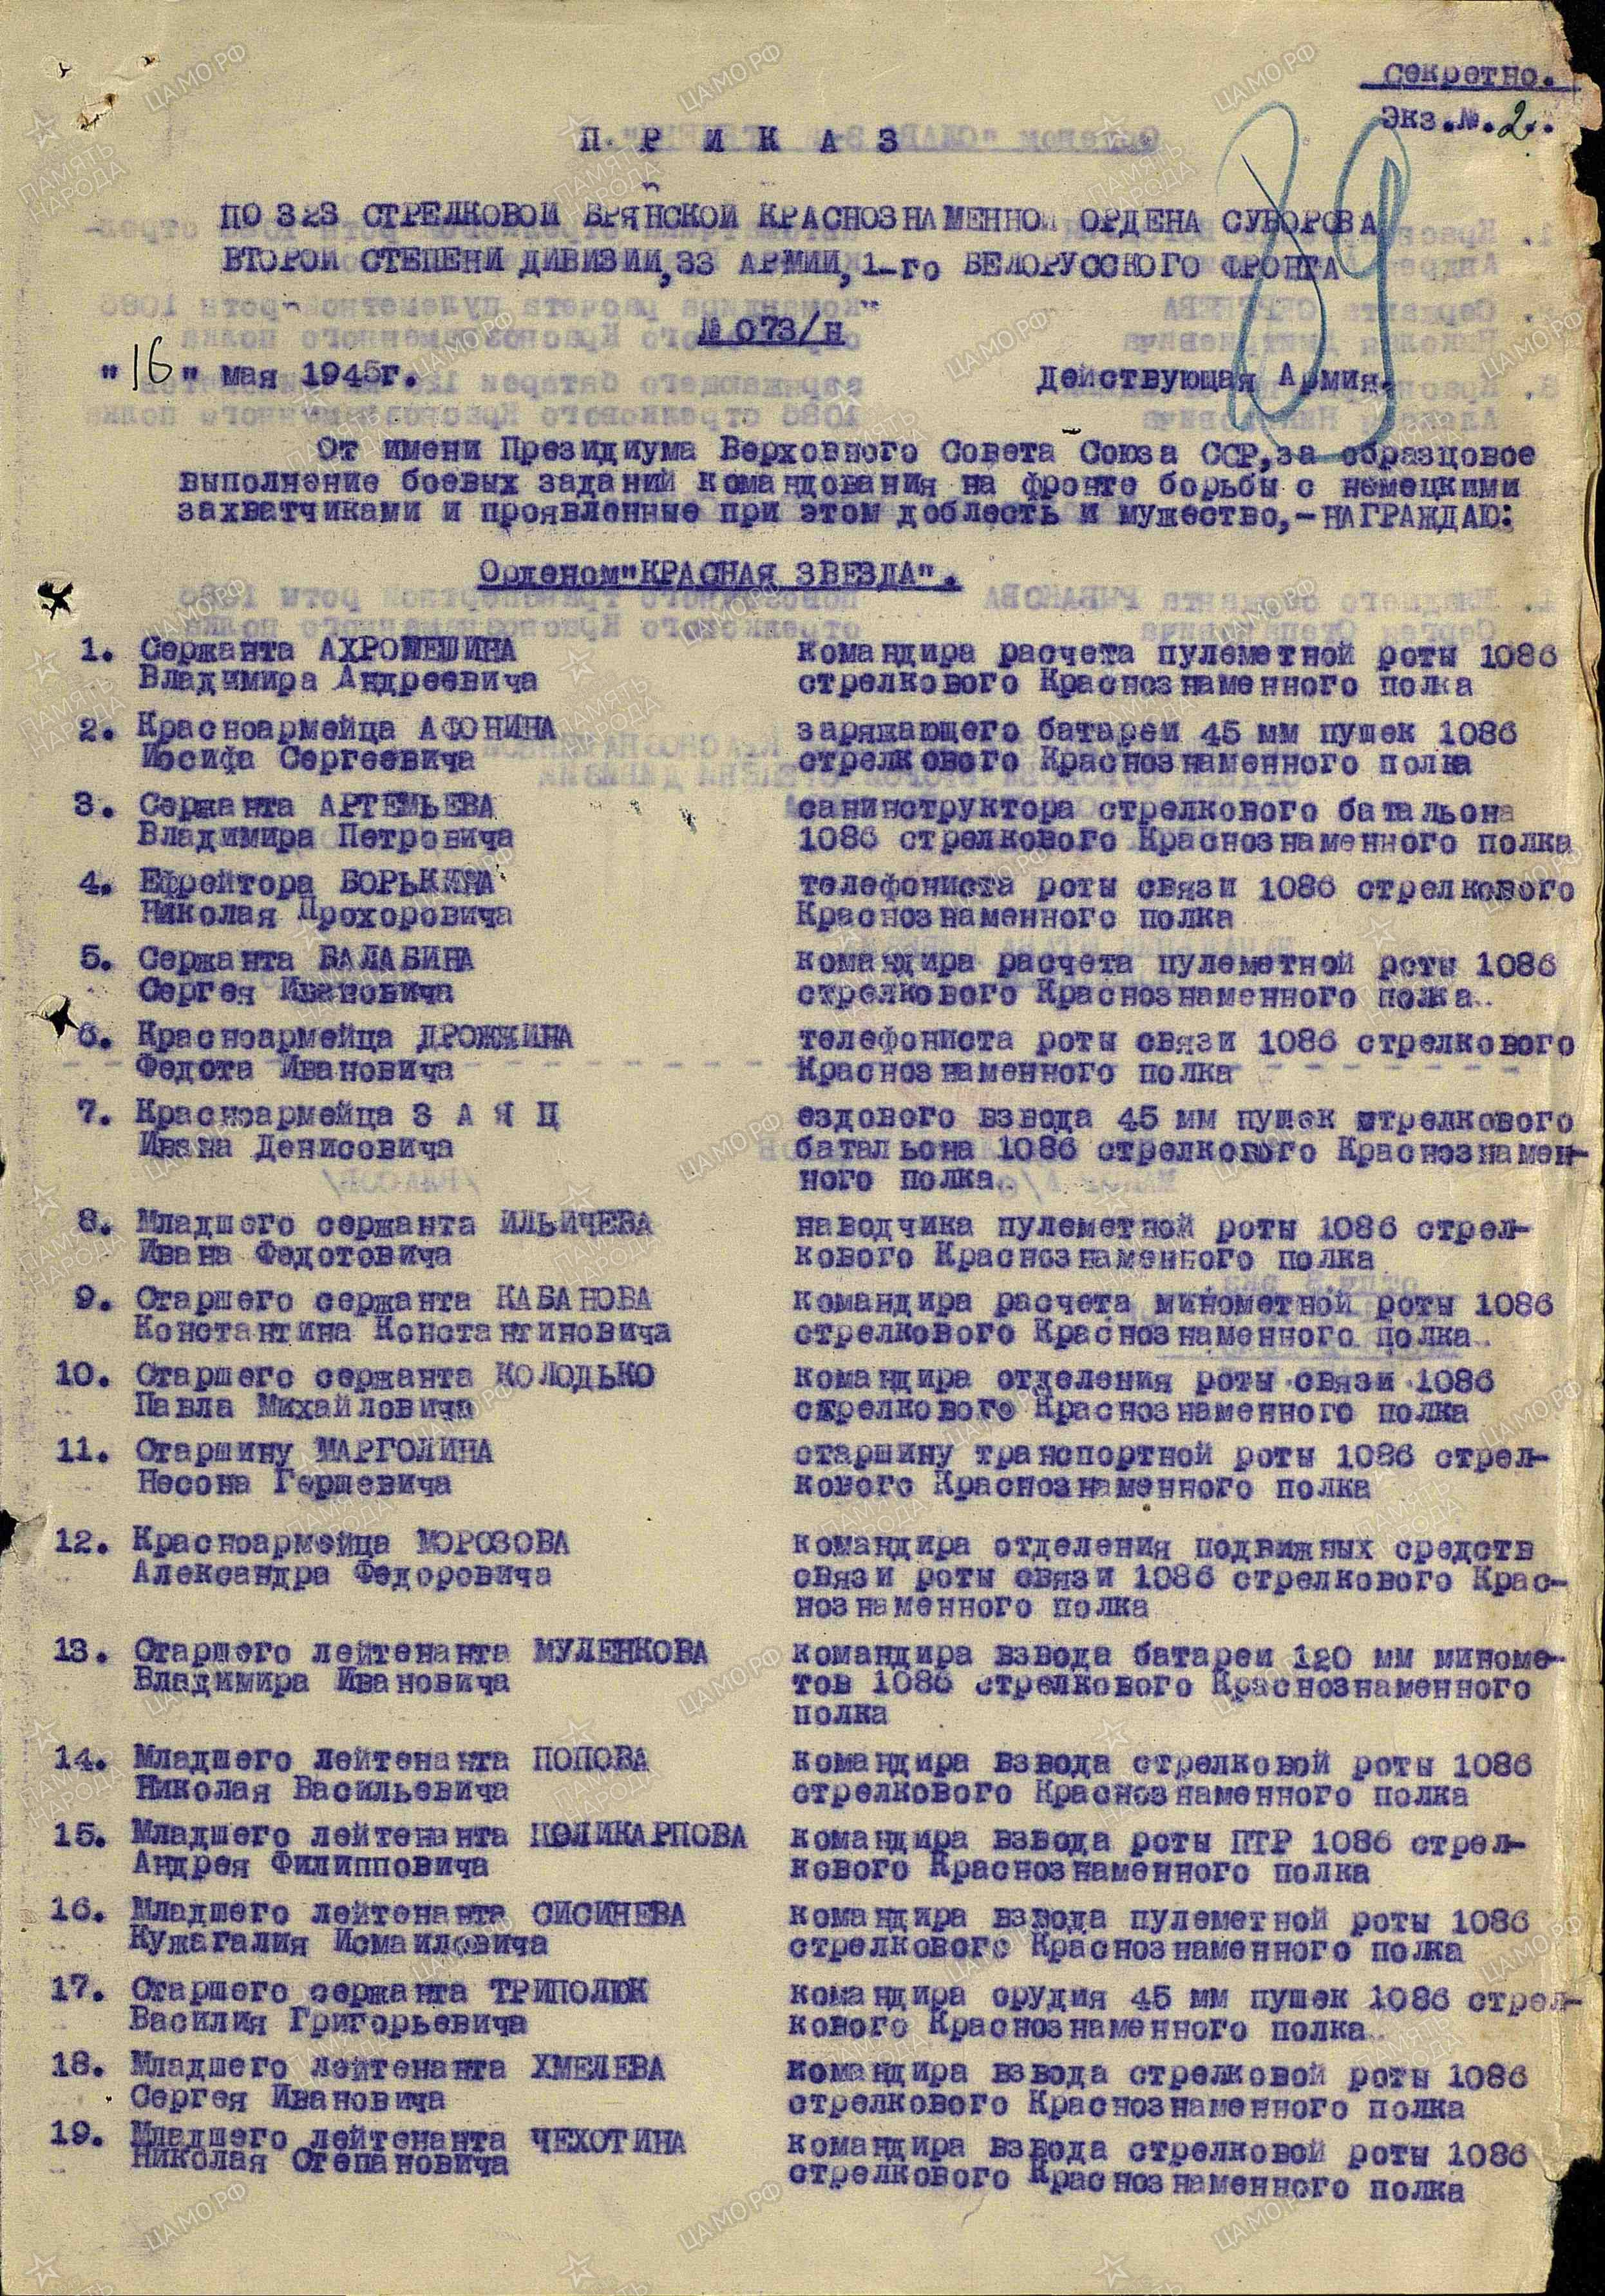 Секретно.
Экз.№.2.
П Р И К А З
ПО 323 СТРЕЛКОВОЙ БРЯНСКОЙ КРАСНОЗНАМЕННОЙ ОРДЕНА СУВОРОВА
ВТОРОЙ СТЕПЕНИ ДИВИЗИИ, 33 АРМИИ, 1-го БЕЛОРУССКОГО ФРОНТА
№ 073/н
89
"16" мая 1945г. Действующая Армия.
От имени Президиума Верховного Совета Союза ССР, за образцовое
выполнение боевых заданий командования на фронте борьбы с немецкими
захватчиками и проявленные при этом доблесть и мужество,-НАГРАЖДАЮ:
Орденом "КРАСНАЯ ЗВЕЗДА".
1. Сержанта АХРОМЕШИНА командира расчета пулеметной роты 1086
Владимира Андреевича стрелкового Краснознаменного полка
2. Красноармейца АФОНИНА заряжающего батареи 45 мм пушек 1086
Иосифа Сергеевича стрелкового Краснознаменного полка
3. Сержанта АРТЕМЬЕВА санинструктора стрелкового батальона
Владимира Петровича 1086 стрелкового Краснознаменного полка
4. Ефрейтора БОРЬКИНА телефониста роты связи 1086 стрелкового
Николая Прохоровича Краснознаменного полка
5. Сержанта БАЛАБИНА командира расчета пулеметной роты 1086
Сергея Ивановича стрелкового Краснознаменного полка.
6. Красноармейца ДРОЖЖИНА телефониста роты связи 1086 стрелкового
Федота Ивановича Краснознаменного полка
7. Красноармейца З А Я Ц ездового взвода 45 мм пушек стрелкового
Ивана Денисовича батальона 1086 стрелкового Краснознамен-
ного полка.
8. Младшего сержанта ИЛЬИЧЕВА наводчика пулеметной роты 1086 стрел-
Ивана Федотовича кового Краснознаменного полка
9. Старшего сержанта КАБАНОВА командира расчета минометной роты 1086
Константина Константиновича стрелкового Краснознаменного полка.
10. Старшего сержанта КОЛОДЬКО командира отделения роты связи 1086
Павла Михайловича стрелкового Краснознаменного полка
11. Старшину МАРГОЛИНА старшину транспортной роты 1086 стрел-
Несона Гершевича кового Краснознаменного полка
12. Красноармейца МОРОЗОВА командира отделения подвижных средств
Александра Федоровича связи роты связи 1086 стрелкового Крас-
нознаменного полка
13. Старшего лейтенанта МУЛЕНКОВА командира взвода батареи 120 мм миноме-
Владимира Ивановича тов 1086 стрелкового Краснознаменного
полка
14. Младшего лейтенанта ПОПОВА командира взвода стрелковой роты 1086
Николая Васильевича стрелкового Краснознаменного полка
15. Младшего лейтенанта ПОЛИКАРПОВА командира взвода роты ПТР 1086 стрел-
Андрея Филипповича кового Краснознаменного полка
16. Младшего лейтенанта СИСИНЕВА командира взвода пулеметной роты 1086
Кужагалия Исмаиловича стрелкового Краснознаменного полка
17. Старшего сержанта ТРИПОЛЮК командира орудия 45 мм пушек 1086 стрел-
Василия Григорьевича кового Краснознаменного полка.
18. Младшего лейтенанта ХМЕЛЕВА командира взвода стрелковой роты 1086
Сергея Ивановича стрелкового Краснознаменного полка
19. Младшего лейтенанта ЧЕХОТИНА командира взвода стрелковой роты 1086
Николая Степановича стрелкового Краснознаменного полка